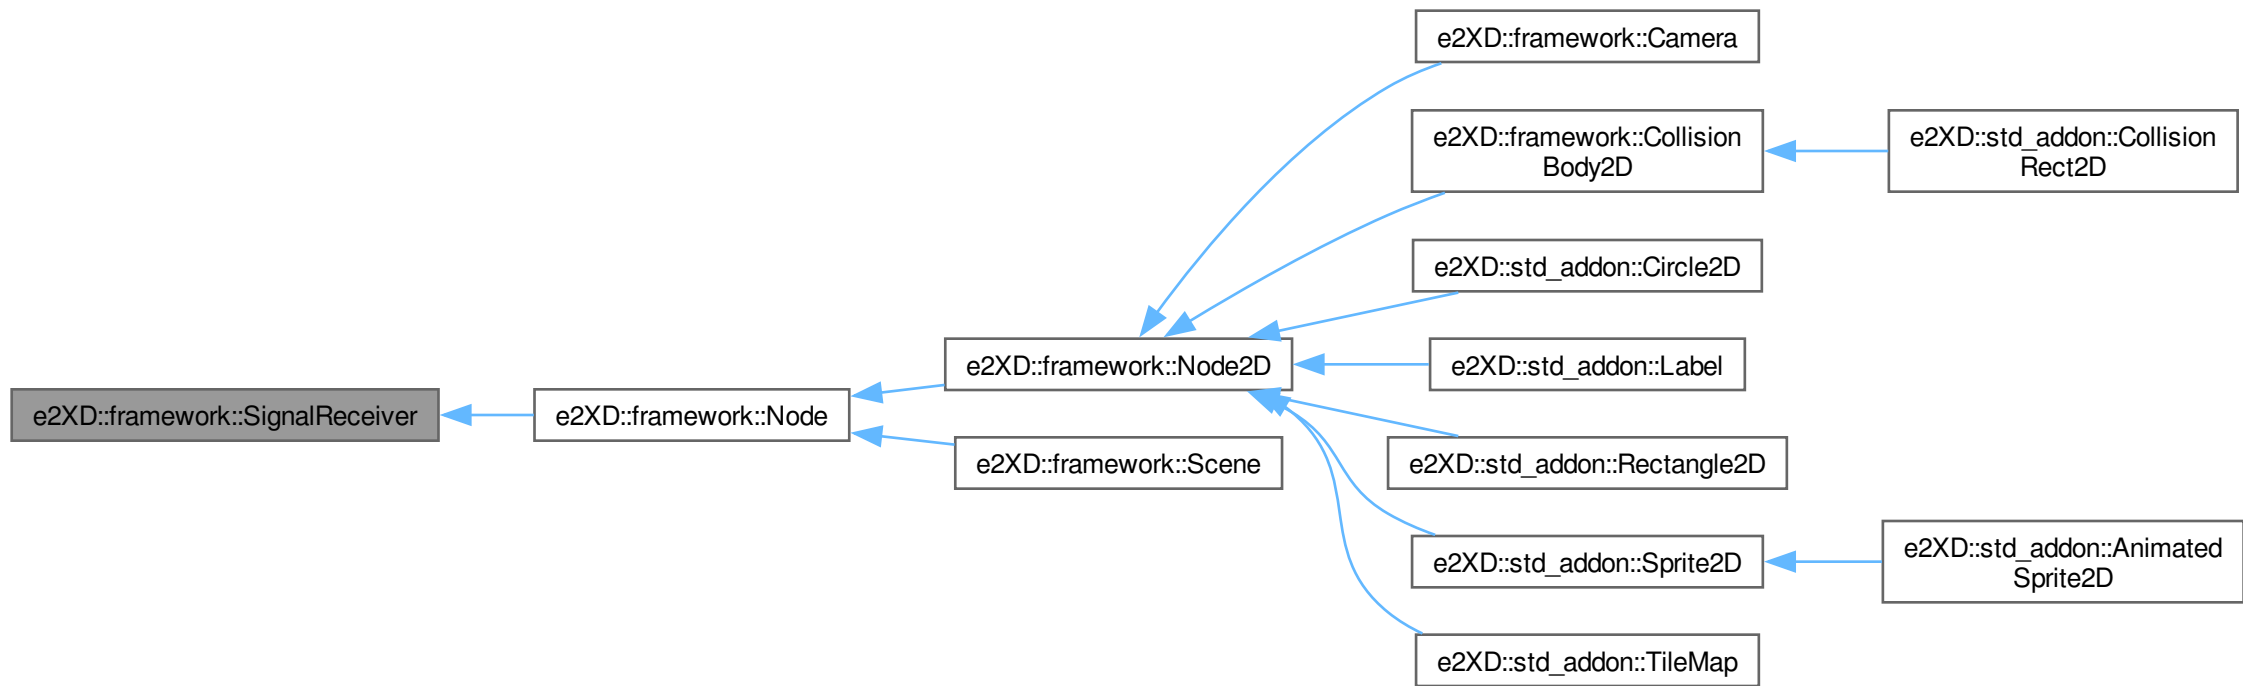 e2XD::framework::Camera
e2XD::framework::Collision
Body2D
e2XD::std_addon::Collision
Rect2D
e2XD::std_addon::Circle2D
e2XD::framework::Node2D
e2XD::std_addon::Label
e2XD::framework::SignalReceiver
e2XD::framework::Node
e2XD::framework::Scene
e2XD::std_addon::Rectangle2D
e2XD::std_addon::Sprite2D
e2XD::std_addon::Animated
Sprite2D
e2XD::std_addon::TileMap